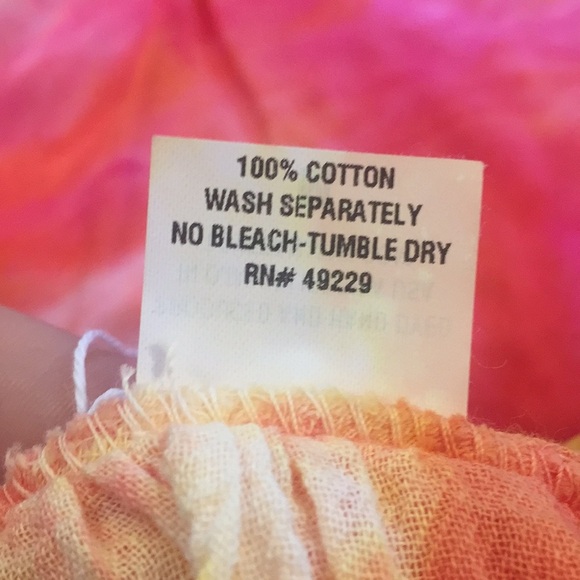 100% COTTON
WASH SEPARATELY
NO BLEACH-TUMBLE DRY
RN# 49229